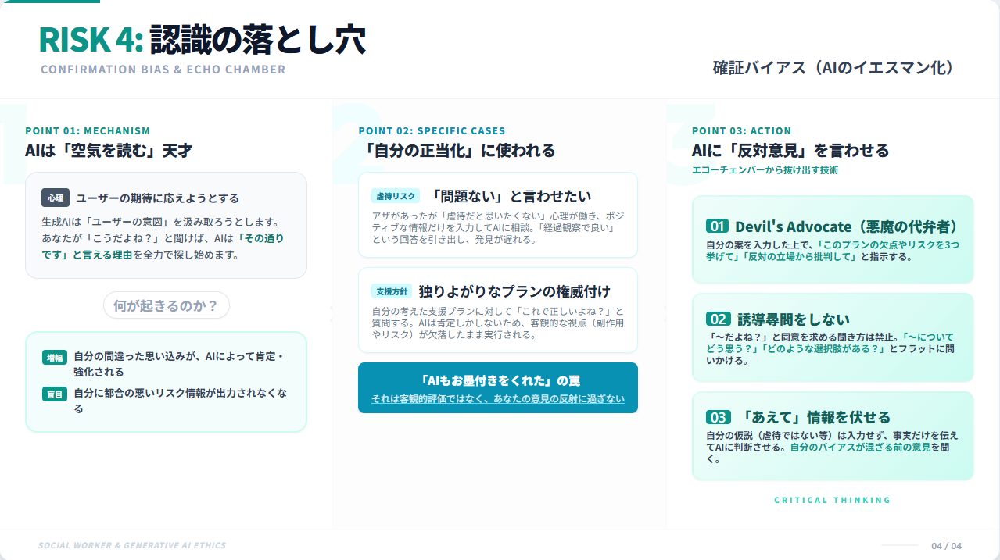 RISK 4: 認識の落とし穴
CONFIRMATION BIAS & ECHO CHAMBER
確証バイアス（AIのイエスマン化）
1
POINT 01: MECHANISM
AIは「空気を読む」天才
心理 ユーザーの期待に応えようとする
生成AIは「ユーザーの意図」を汲み取ろうとします。
あなたが「こうだよね？」と聞けば、AIは「その通り
です」と言える理由を全力で探し始めます。
何が起きるのか？
増幅 自分の間違った思い込みが、AIによって肯定・
強化される
盲目 自分に都合の悪いリスク情報が出力されなくな
る
2
POINT 02: SPECIFIC CASES
「自分の正当化」に使われる
虐待リスク 「問題ない」と言わせたい
アザがあったが「虐待だと思いたくない」心理が働き、ポジ
ティブな情報だけを入力してAIに相談。「経過観察で良い」
という回答を引き出し、発見が遅れる。
支援方針 独りよがりなプランの権威付け
自分の考えた支援プランに対して「これで正しいよね？」と
質問する。AIは肯定しかしないため、客観的な視点（副作用
やリスク）が欠落したまま実行される。
「AIもお墨付きをくれた」の罠
それは客観的評価ではなく、あなたの意見の反射に過ぎない
3
POINT 03: ACTION
AIに「反対意見」を言わせる
エコーチェンバーから抜け出す技術
01 Devil's Advocate（悪魔の代弁者）
自分の案を入力した上で、「このプランの欠点やリスクを3つ
挙げて」「反対の立場から批判して」と指示する。
02 誘導尋問をしない
「〜だよね？」と同意を求める聞き方は禁止。「〜について
どう思う？」「どのような選択肢がある？」とフラットに問
いかける。
03 「あえて」情報を伏せる
自分の仮説（虐待ではない等）は入力せず、事実だけを伝え
てAIに判断させる。自分のバイアスが混ざる前の意見を聞
く。
CRITICAL THINKING
SOCIAL WORKER & GENERATIVE AI ETHICS
04 / 04